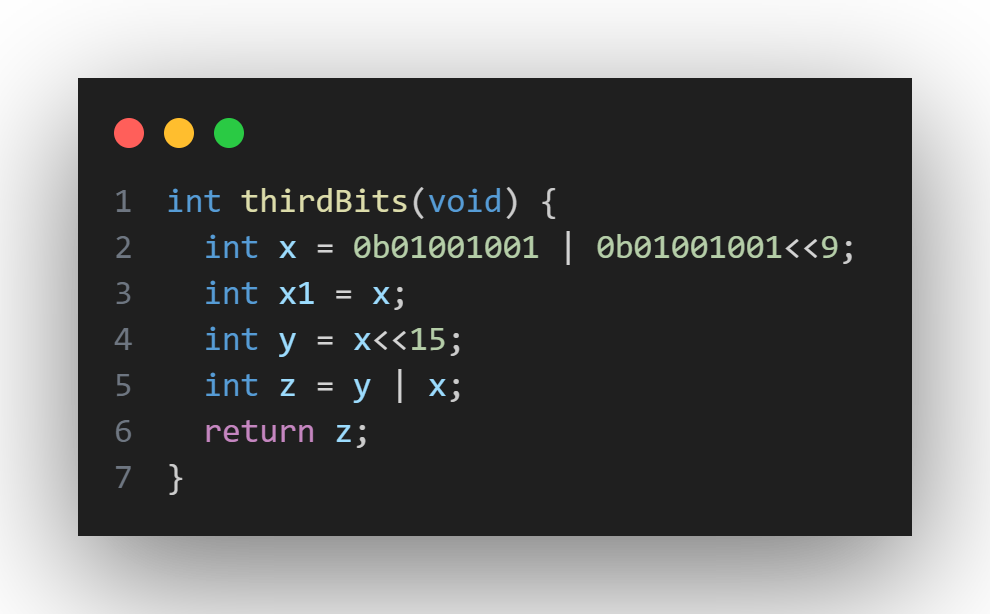 1 int thirdBits(void) {
2   int x = 0b01001001 | 0b01001001<<9;
3   int x1 = x;
4   int y = x<<15;
5   int z = y | x;
6   return z;
7 }